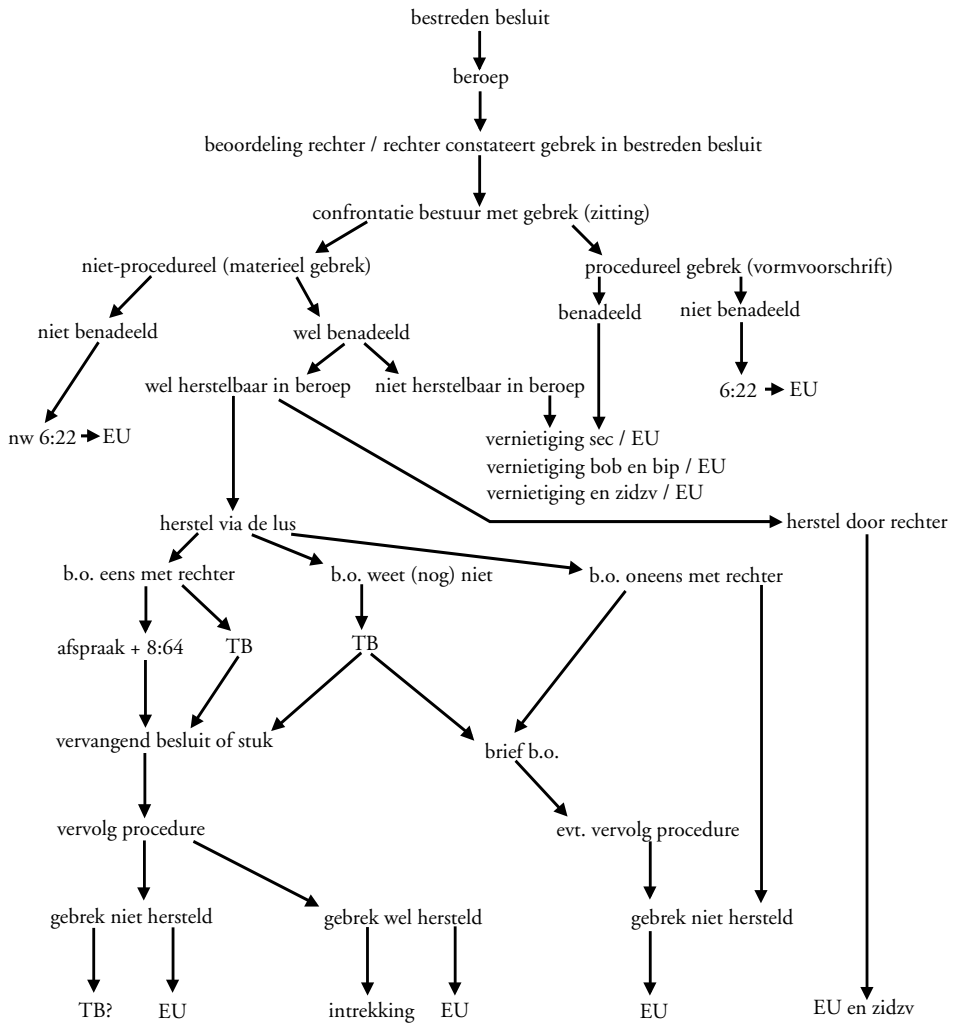 bestreden besluit
beroep
beoordeling rechter / rechter constateert gebrek in bestreden besluit
confrontatie bestuur met gebrek (zitting)
niet-procedureel (materieel gebrek)
procedureel gebrek (vormvoorschrift)
niet benadeeld
wel benadeeld
benadeeld
niet benadeeld
wel herstelbaar in beroep
niet herstelbaar in beroep
6:22 → EU
nw 6:22 → EU
vernietiging sec / EU
vernietiging bob en bip / EU
vernietiging en zidzv / EU
herstel via de lus
herstel door rechter
b.o. eens met rechter
b.o. weet (nog) niet
b.o. oneens met rechter
afspraak + 8:64
TB
TB
vervangend besluit of stuk
brief b.o.
vervolg procedure
evt. vervolg procedure
gebrek niet hersteld
gebrek wel hersteld
gebrek niet hersteld
TB?
EU
intrekking
EU
EU
EU en zidzv